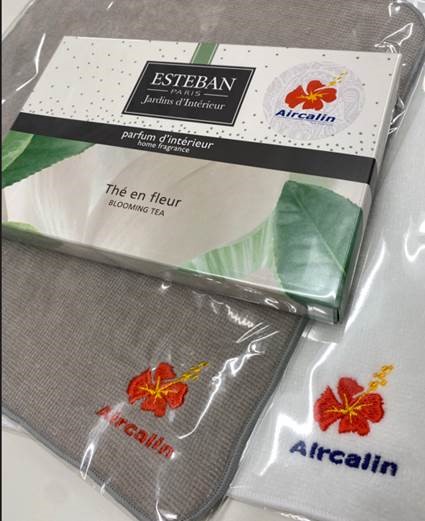 ESTEBAN
PARIS
Jardins d'Intérieur
Aircalin
parfum d'intérieur
home fragrance
Thé en fleur
BLOOMING TEA
Aircalin
Aircalin